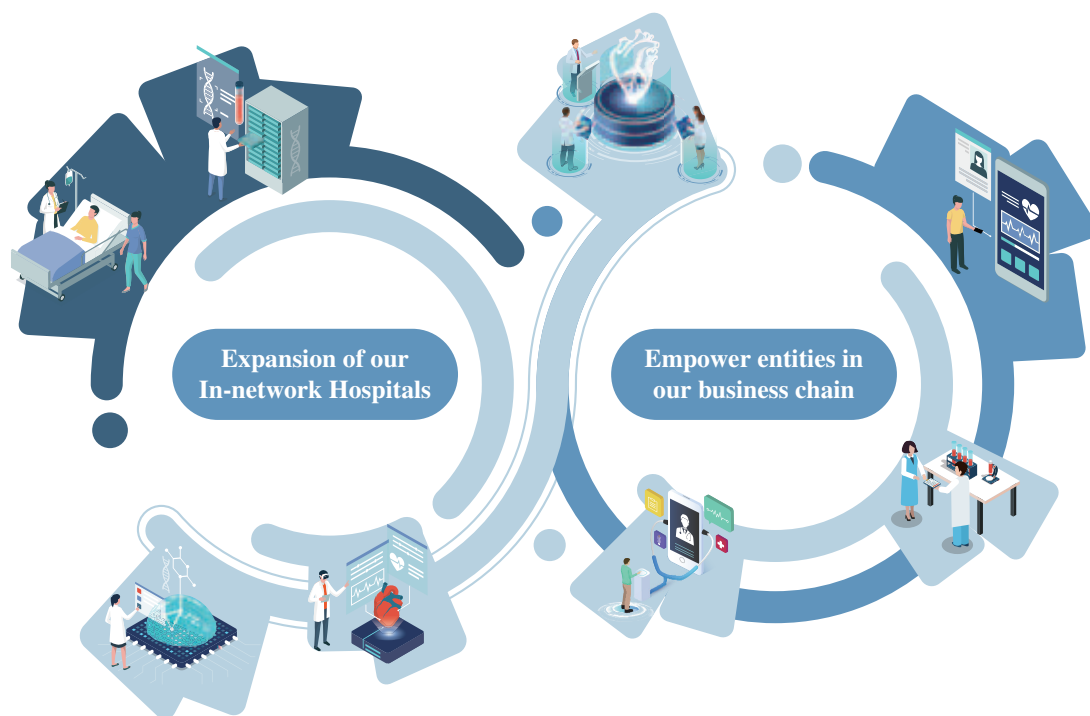 Expansion of our
In-network Hospitals
Empower entities in
our business chain